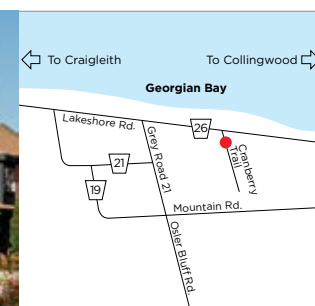 To Craigleith
To Collingwood
Georgian Bay
Lakeshore Rd.
26
Grey Road 21
Cranberry
Trail
21
19
Mountain Rd.
Osler Bluff Rd.